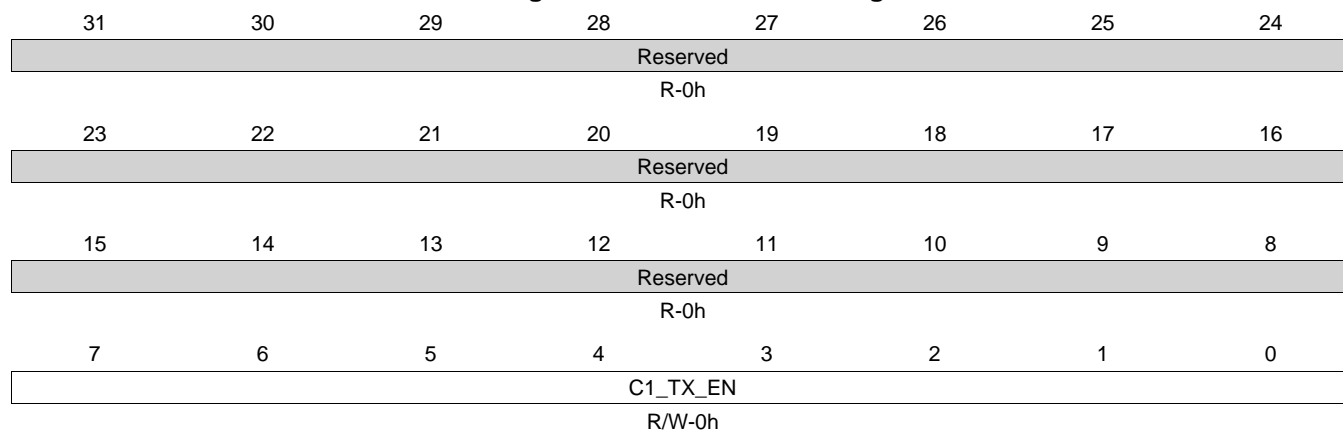 31 30 29 28 27 26 25 24
Reserved
R-0h
23 22 21 20 19 18 17 16
Reserved
R-0h
15 14 13 12 11 10 9 8
Reserved
R-0h
7 6 5 4 3 2 1 0
C1_TX_EN
R/W-0h